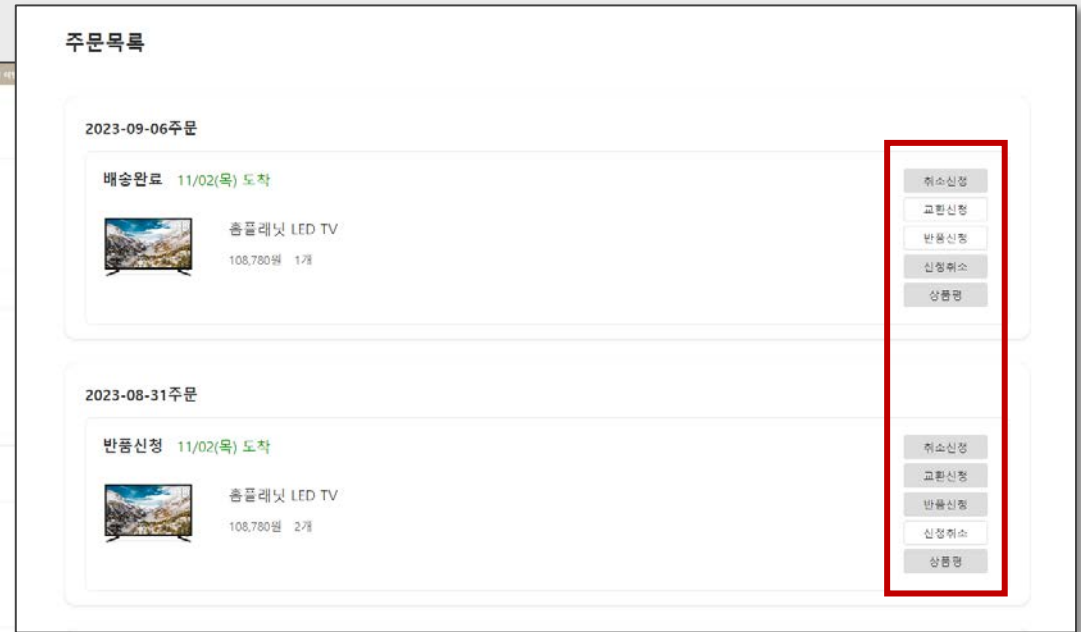 주문목록
2023-09-06주문
배송완료 11/02(목) 도착
홈플래닛 LED TV
108,780원 1개
취소신청
교환신청
반품신청
신청취소
상품평
2023-08-31주문
반품신청 11/02(목) 도착
홈플래닛 LED TV
108,780원 2개
취소신청
교환신청
반품신청
신청취소
상품평